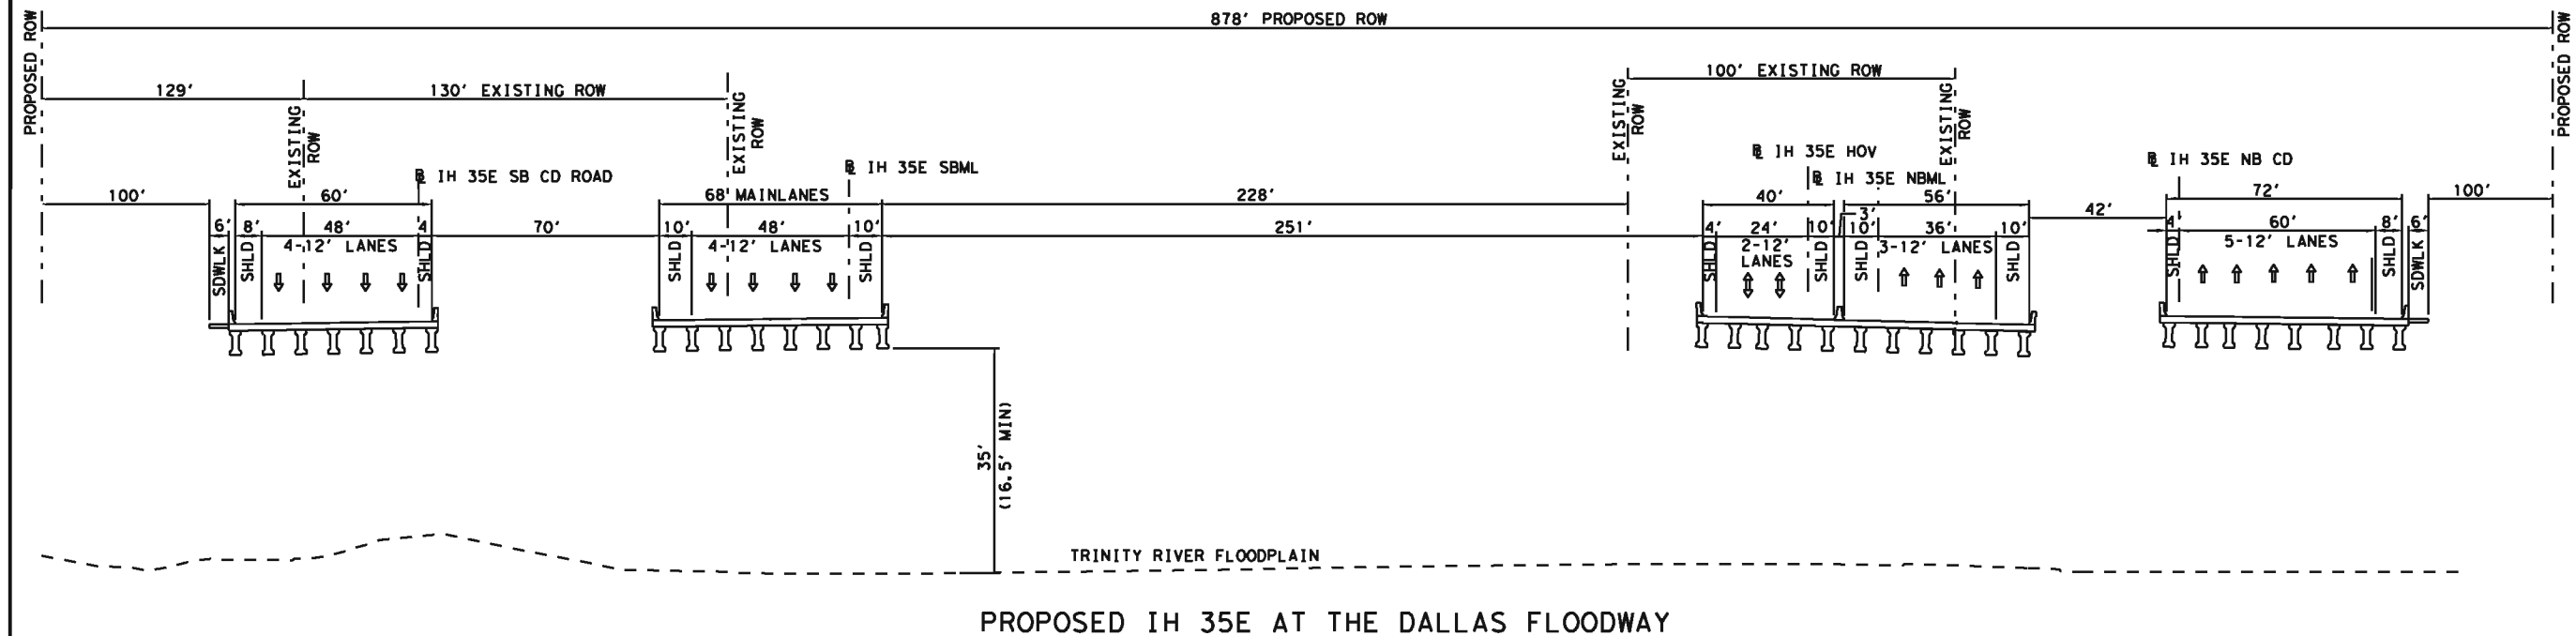 878' PROPOSED ROW
PROPOSED ROW
PROPOSED ROW
129'
130' EXISTING ROW
100' EXISTING ROW
EXISTING ROW
EXISTING ROW
EXISTING ROW
EXISTING ROW
℄ IH 35E SB CD ROAD
℄ IH 35E SBML
℄ IH 35E HOV
℄ IH 35E NBML
℄ IH 35E NB CD
100'
60'
68' MAINLANES
228'
40'
56'
42'
72'
100'
6'
8'
48'
4
70'
10'
48'
10'
251'
4'
24'
10'
3'
10'
36'
10'
4'
60'
8'
6'
SDWLK
SHLD
4-12' LANES
SHLD
SHLD
4-12' LANES
SHLD
SHLD
2-12' LANES
SHLD
SHLD
3-12' LANES
SHLD
SHLD
5-12' LANES
SHLD
SDWLK
35'
(16.5' MIN)
TRINITY RIVER FLOODPLAIN
PROPOSED IH 35E AT THE DALLAS FLOODWAY